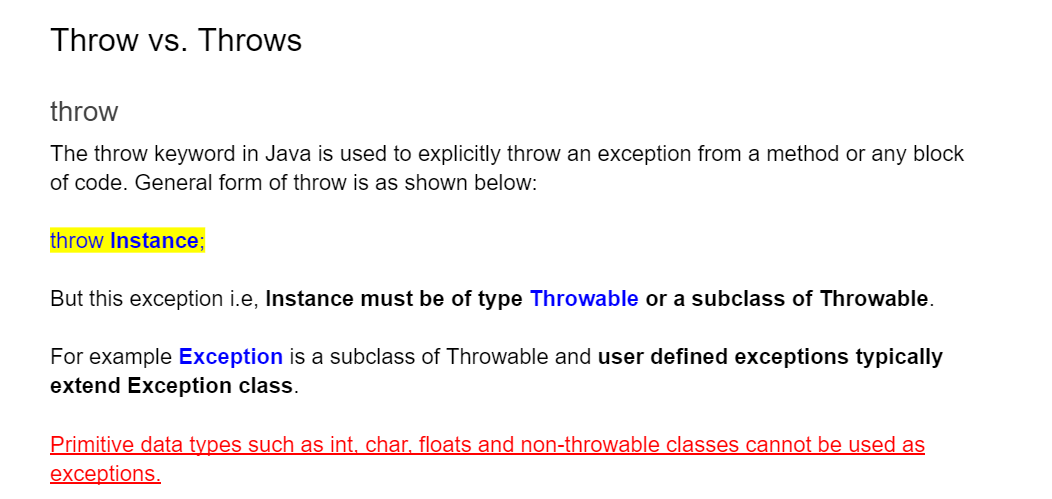 Throw vs. Throws
throw
The throw keyword in Java is used to explicitly throw an exception from a method or any block
of code. General form of throw is as shown below:
throw Instance;
But this exception i.e, Instance must be of type Throwable or a subclass of Throwable.
For example Exception is a subclass of Throwable and user defined exceptions typically
extend Exception class.
Primitive data types such as int, char, floats and non-throwable classes cannot be used as
exceptions.